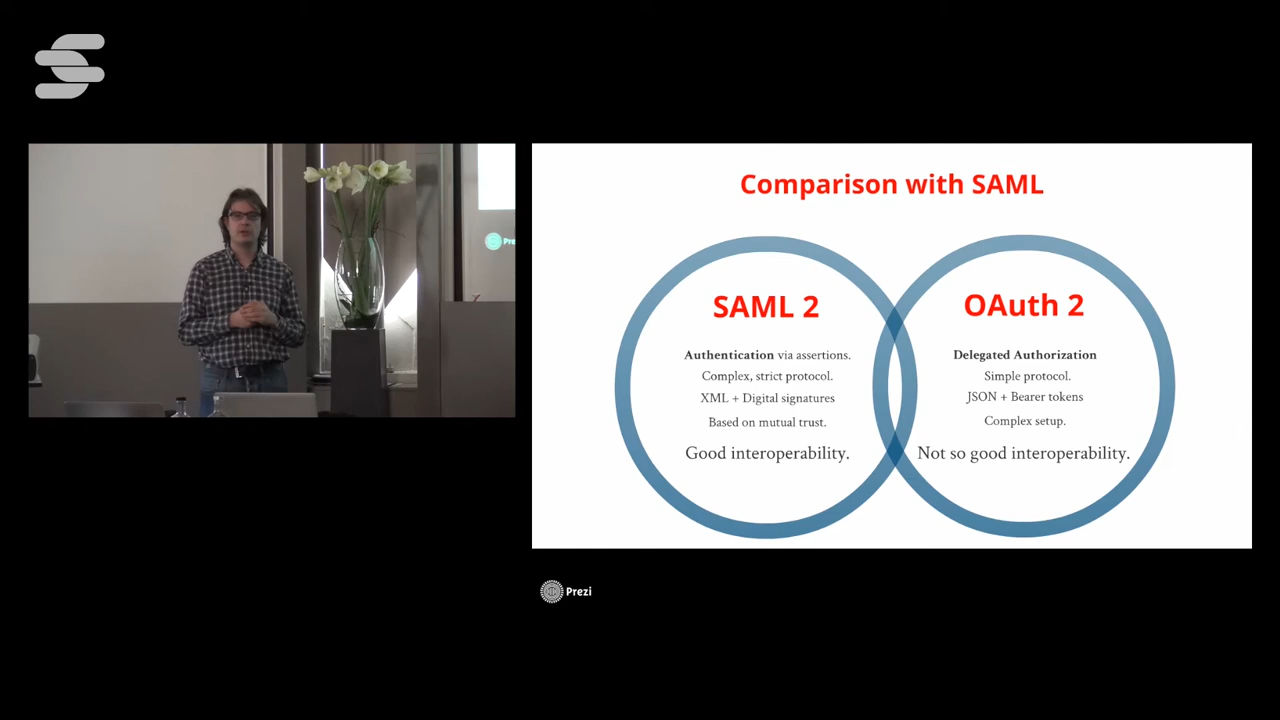 Comparison with SAML
SAML 2
Authentication via assertions.
Complex, strict protocol.
XML + Digital signatures
Based on mutual trust.
Good interoperability.
OAuth 2
Delegated Authorization
Simple protocol.
JSON + Bearer tokens
Complex setup.
Not so good interoperability.
Pre
Prezi